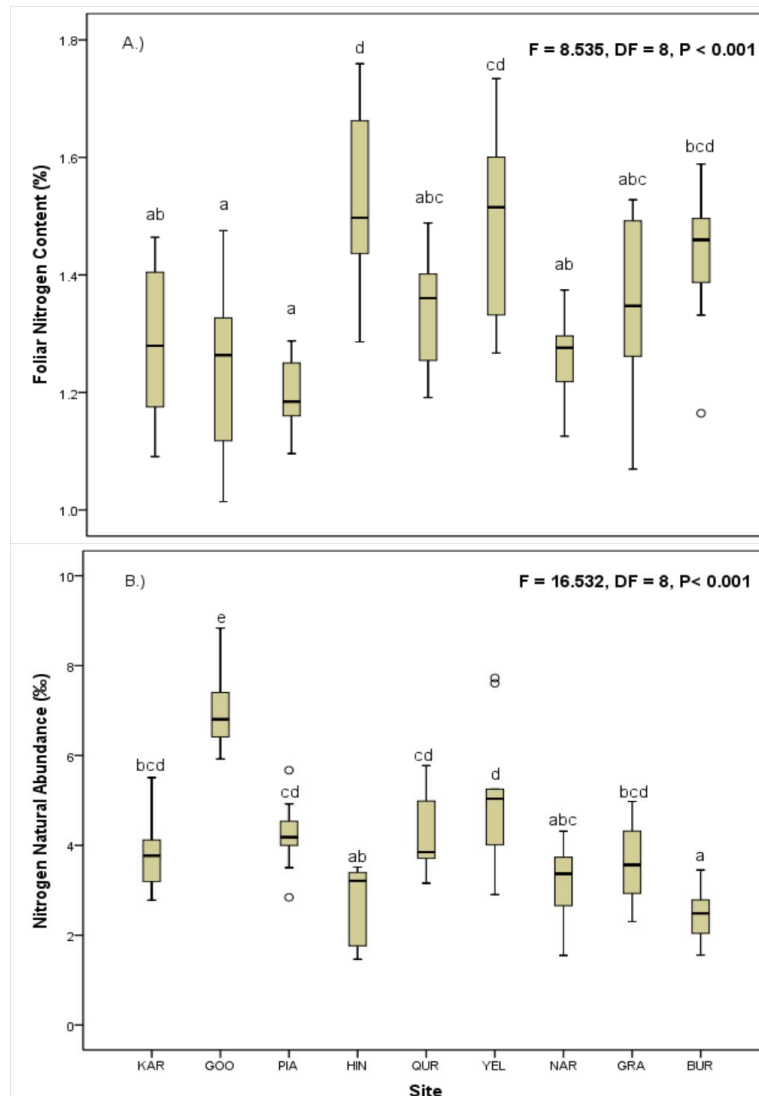 A.)
F = 8.535, DF = 8, P < 0.001
Foliar Nitrogen Content (%)
1.8
1.6
1.4
1.2
1.0
ab
a
a
d
abc
cd
ab
abc
bcd
B.)
F = 16.532, DF = 8, P< 0.001
Nitrogen Natural Abundance (‰)
10
8
6
4
2
0
bcd
e
cd
ab
cd
d
abc
bcd
a
KAR GOO PIA HIN QUR YEL NAR GRA BUR
Site